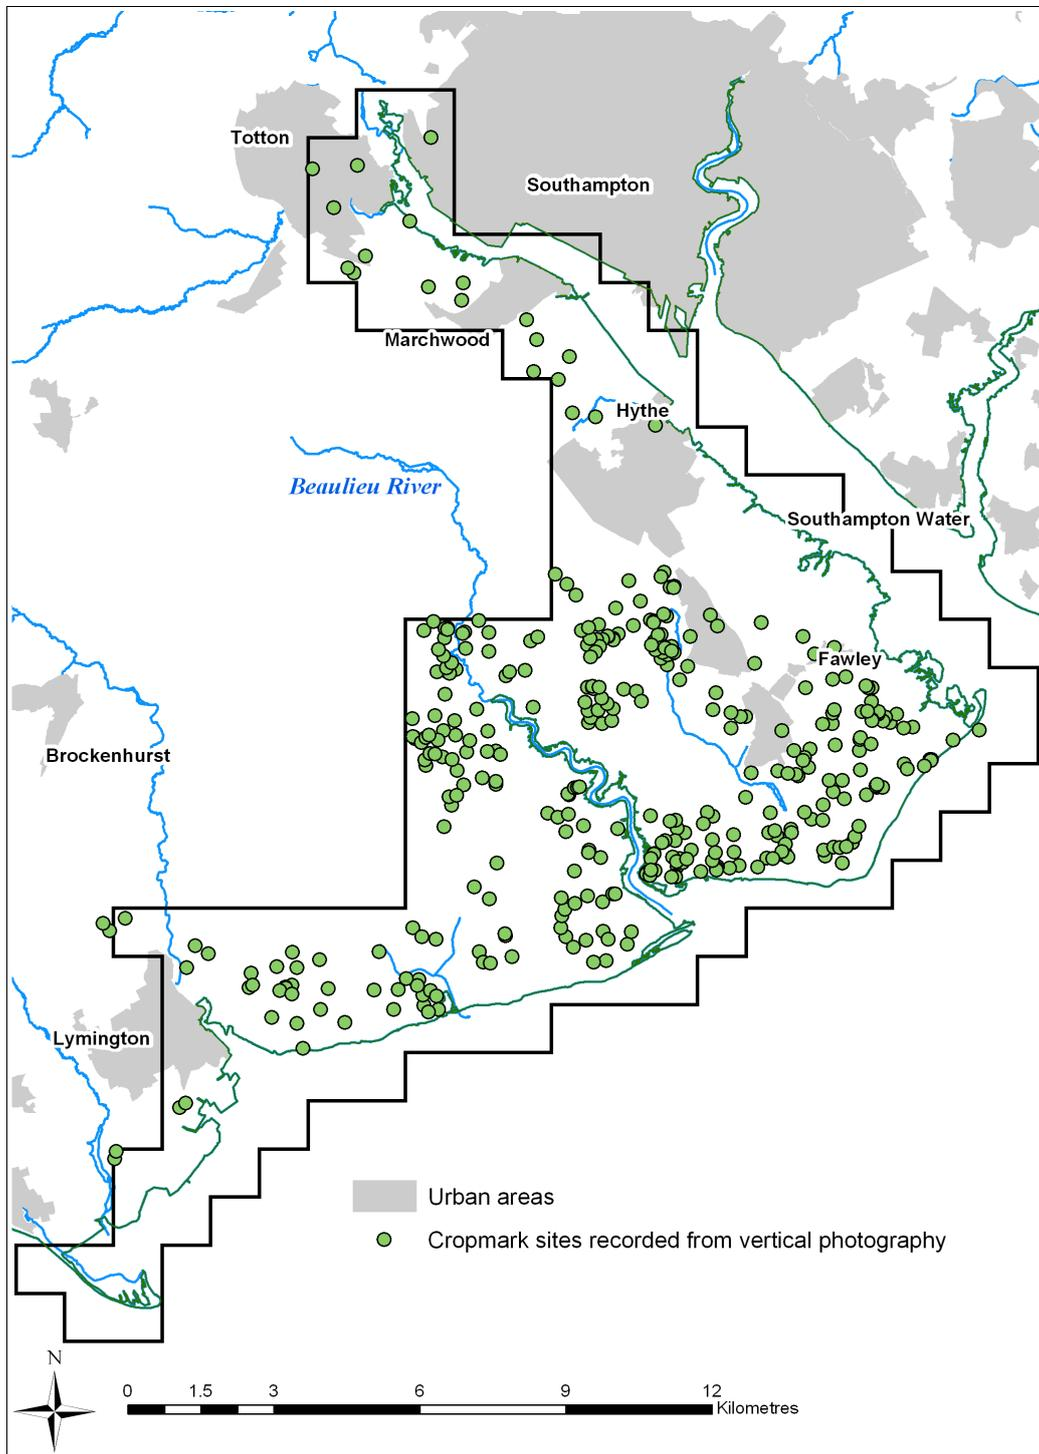 Totton
Southampton
Marchwood
Hythe
Beaulieu River
Southampton Water
Fawley
Brockenhurst
Lymington
Urban areas
Cropmark sites recorded from vertical photography
N
0 1.5 3 6 9 12
Kilometres